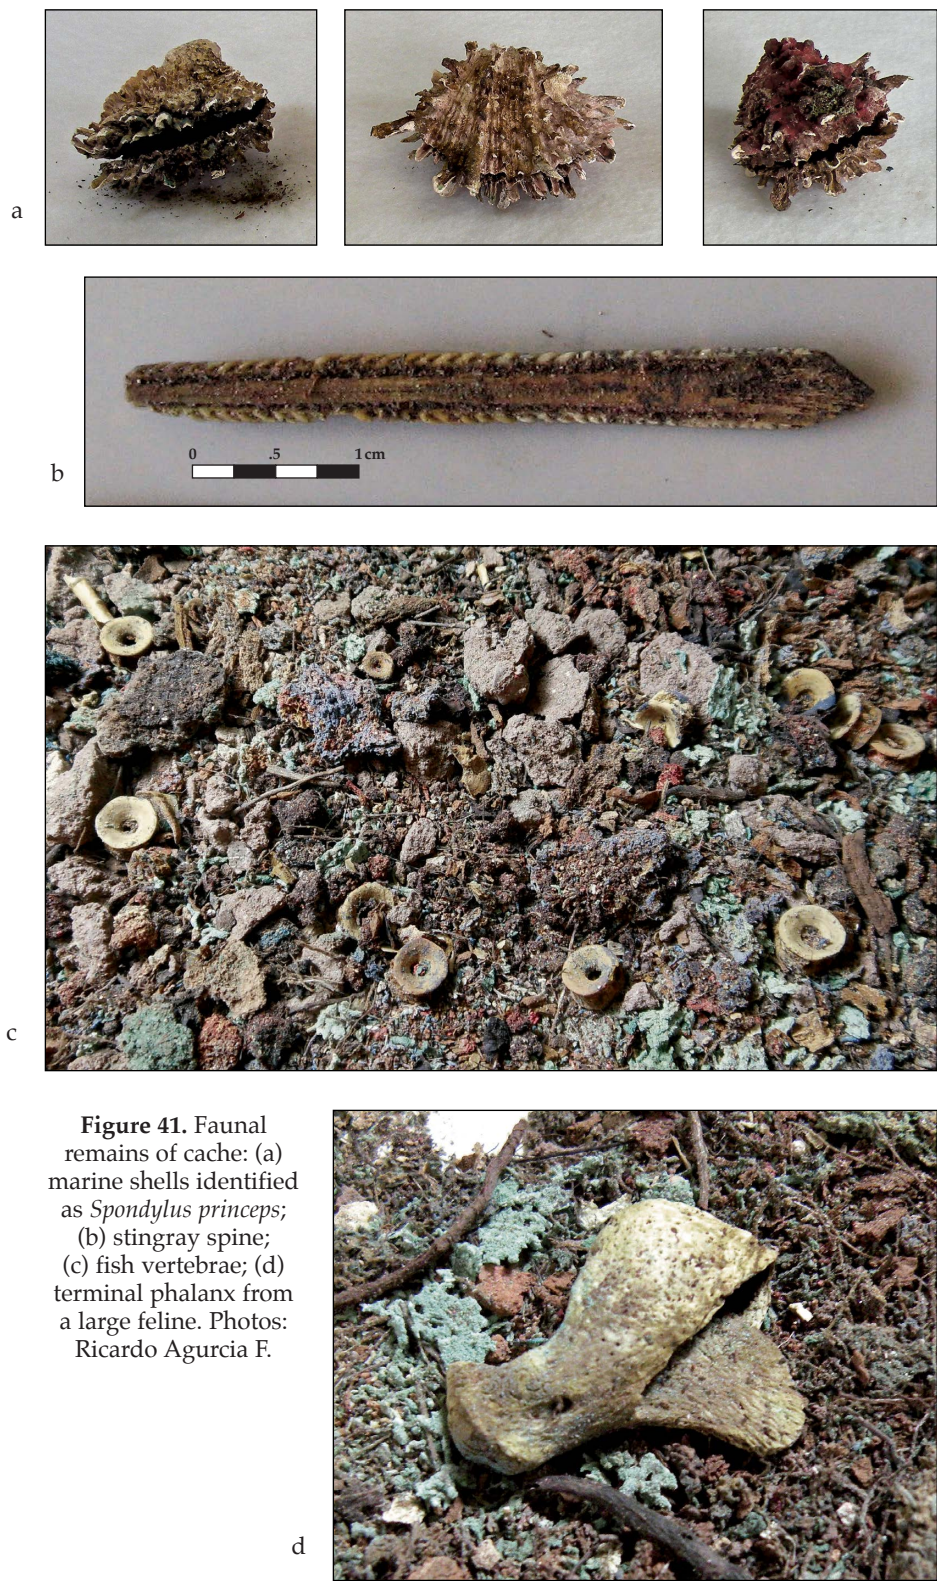 a
0 .5 1 cm
b
c
Figure 41. Faunal
remains of cache: (a)
marine shells identified
as Spondylus princeps;
(b) stingray spine;
(c) fish vertebrae; (d)
terminal phalanx from
a large feline. Photos:
Ricardo Agurcia F.
d